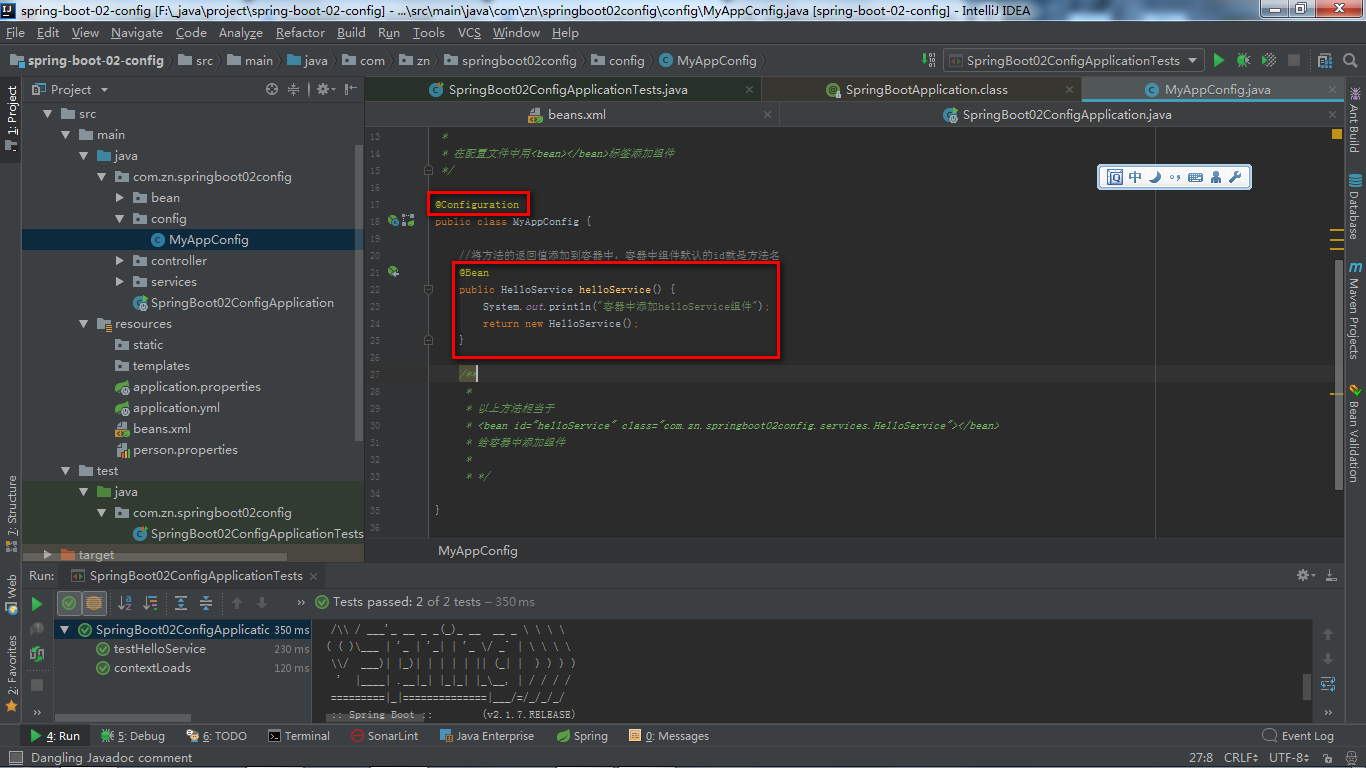 spring-boot-02-config [F:\_java\project\spring-boot-02-config] - ...\src\main\java\com\zn\springboot02config\config\MyAppConfig.java [spring-boot-02-config] - IntelliJ IDEA
File Edit View Navigate Code Analyze Refactor Build Run Tools VCS Window Help
spring-boot-02-config src main java com zn springboot02config config MyAppConfig SpringBoot02ConfigApplicationTests
1: Project
Project
SpringBoot02ConfigApplicationTests.java SpringBootApplication.class MyAppConfig.java
beans.xml SpringBoot02ConfigApplication.java
src
main
java
com.zn.springboot02config
bean
config
MyAppConfig
controller
services
SpringBoot02ConfigApplication
resources
static
templates
application.properties
application.yml
beans.xml
person.properties
test
java
com.zn.springboot02config
SpringBoot02ConfigApplicationTests
target
13 *
14 * 在配置文件中用<bean></bean>标签添加组件
15 */
16
17 @Configuration
18 public class MyAppConfig {
19
20 //将方法的返回值添加到容器中，容器中组件默认的id就是方法名
21 @Bean
22 public HelloService helloService() {
23 System.out.println("容器中添加helloService组件");
24 return new HelloService();
25 }
26
27 /**
28 *
29 * 以上方法相当于
30 * <bean id="helloService" class="com.zn.springboot02config.services.HelloService"></bean>
31 * 给容器中添加组件
32 *
33 * */
34
35 }
36
MyAppConfig
中
Ant Build
Database
Maven Projects
Bean Validation
7: Structure
Web
2: Favorites
Run: SpringBoot02ConfigApplicationTests
Tests passed: 2 of 2 tests – 350 ms
SpringBoot02ConfigApplicatic 350 ms
testHelloService 230 ms
contextLoads 120 ms
/\\ / ___'_ __ _ _(_)_ __  __ _ \ \ \ \
( ( )\___ | '_ | '_| | '_ \/ _` | \ \ \ \
\\/  ___)| |_)| | | | | || (_| |  ) ) ) )
'  |____| .__|_| |_|_| |_\__, | / / / /
=========|_|==============|___/=/_/_/_/
:: Spring Boot :: (v2.1.7.RELEASE)
4: Run 5: Debug 6: TODO Terminal SonarLint Java Enterprise Spring 0: Messages Event Log
Dangling Javadoc comment 27:8 CRLF UTF-8